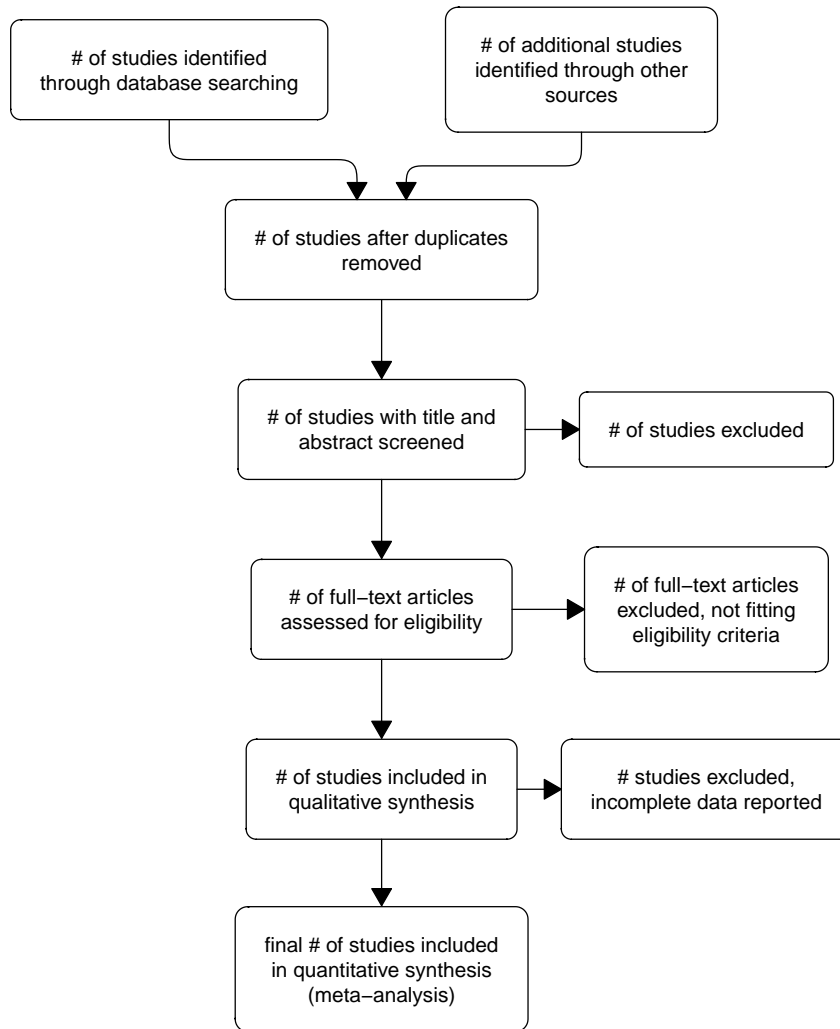 # of studies identified
through database searching
# of additional studies
identified through other
sources
# of studies after duplicates
removed
# of studies with title and
abstract screened
# of studies excluded
# of full−text articles
assessed for eligibility
# of full−text articles
excluded, not fitting
eligibility criteria
# of studies included in
qualitative synthesis
# studies excluded,
incomplete data reported
final # of studies included
in quantitative synthesis
(meta−analysis)